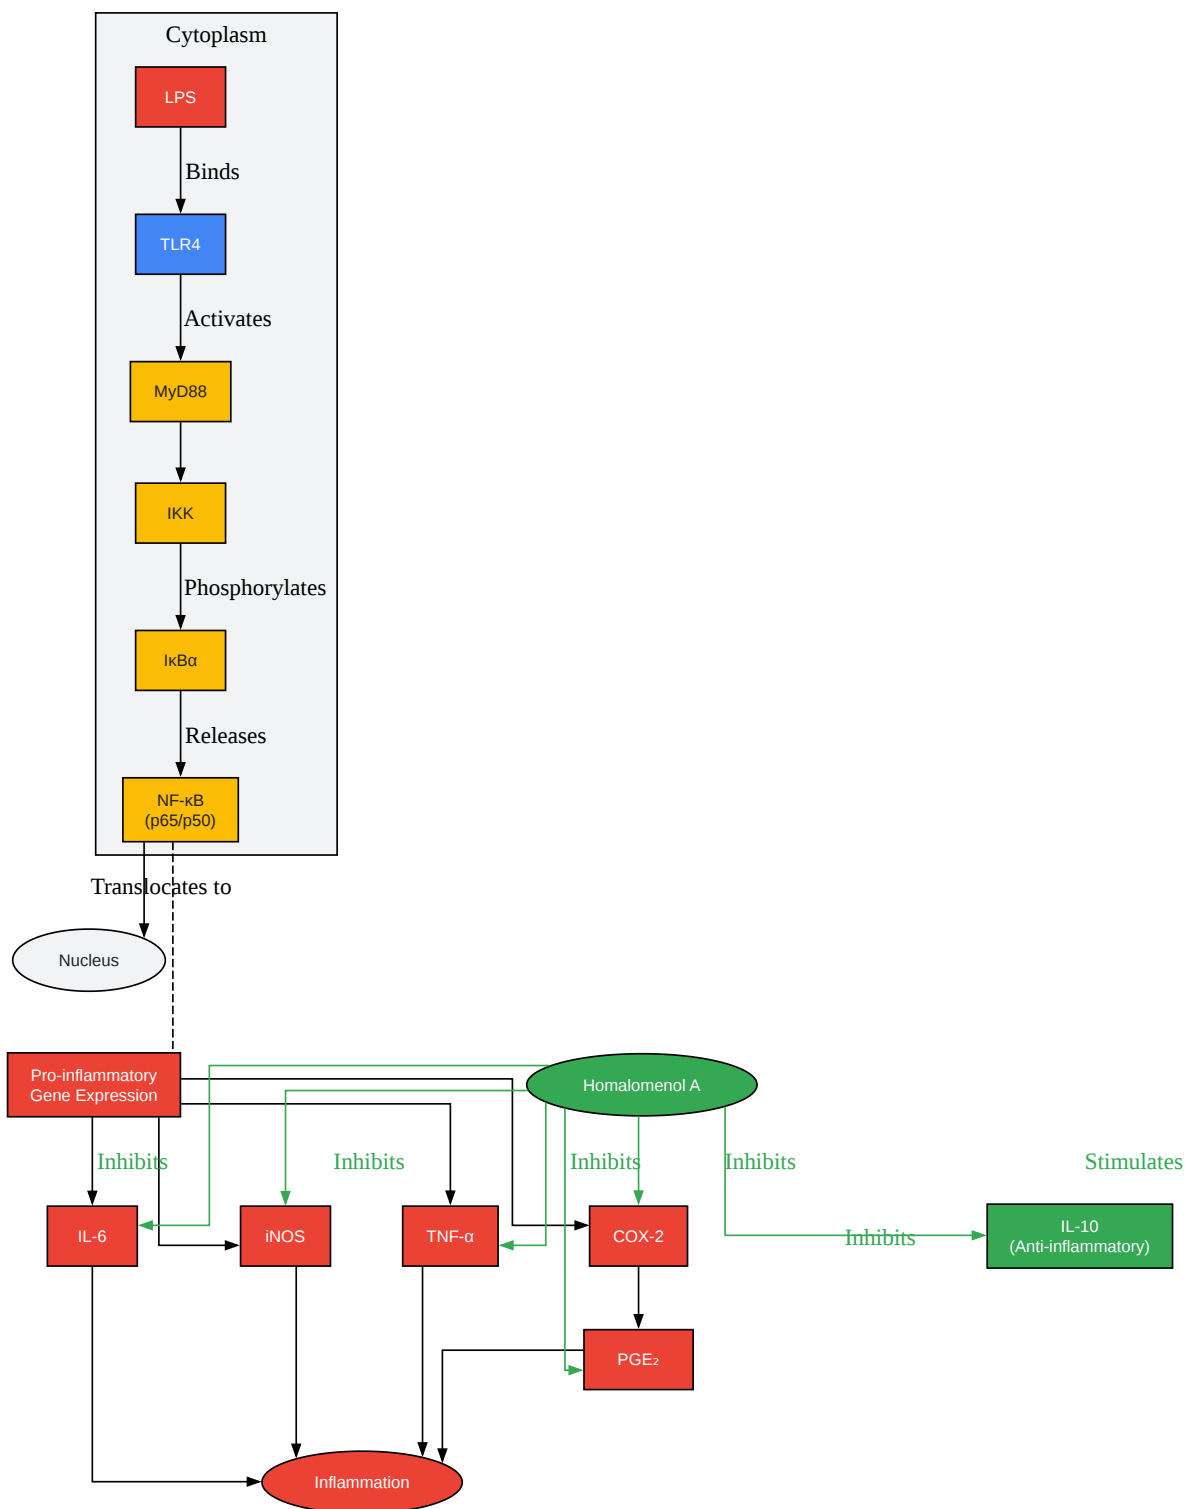 Cytoplasm
LPS
Binds
TLR4
Activates
MyD88
IKK
Phosphorylates
IκBα
Releases
NF-κB
(p65/p50)
Translocates to
Nucleus
Pro-inflammatory
Gene Expression
Homalomenol A
Inhibits
Inhibits
Inhibits
Inhibits
Stimulates
IL-6
iNOS
TNF-α
COX-2
Inhibits
IL-10
(Anti-inflammatory)
PGE₂
Inflammation